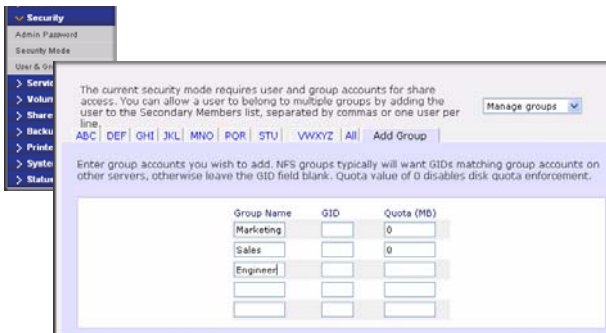 Security
Admin Password
Security Mode
User & Gr
Servic
Volum
Share
Backu
Printe
System
Status
The current security mode requires user and group accounts for share
access. You can allow a user to belong to multiple groups by adding the
user to the Secondary Members list, separated by commas or one user per
line.
Manage groups
ABC DEF GHI JKL MNO PQR STU VWXYZ All Add Group
Enter group accounts you wish to add. NFS groups typically will want GIDs matching group accounts on
other servers, otherwise leave the GID field blank. Quota value of 0 disables disk quota enforcement.
Group Name GID Quota (MB)
Marketing 0
Sales 0
Engineer